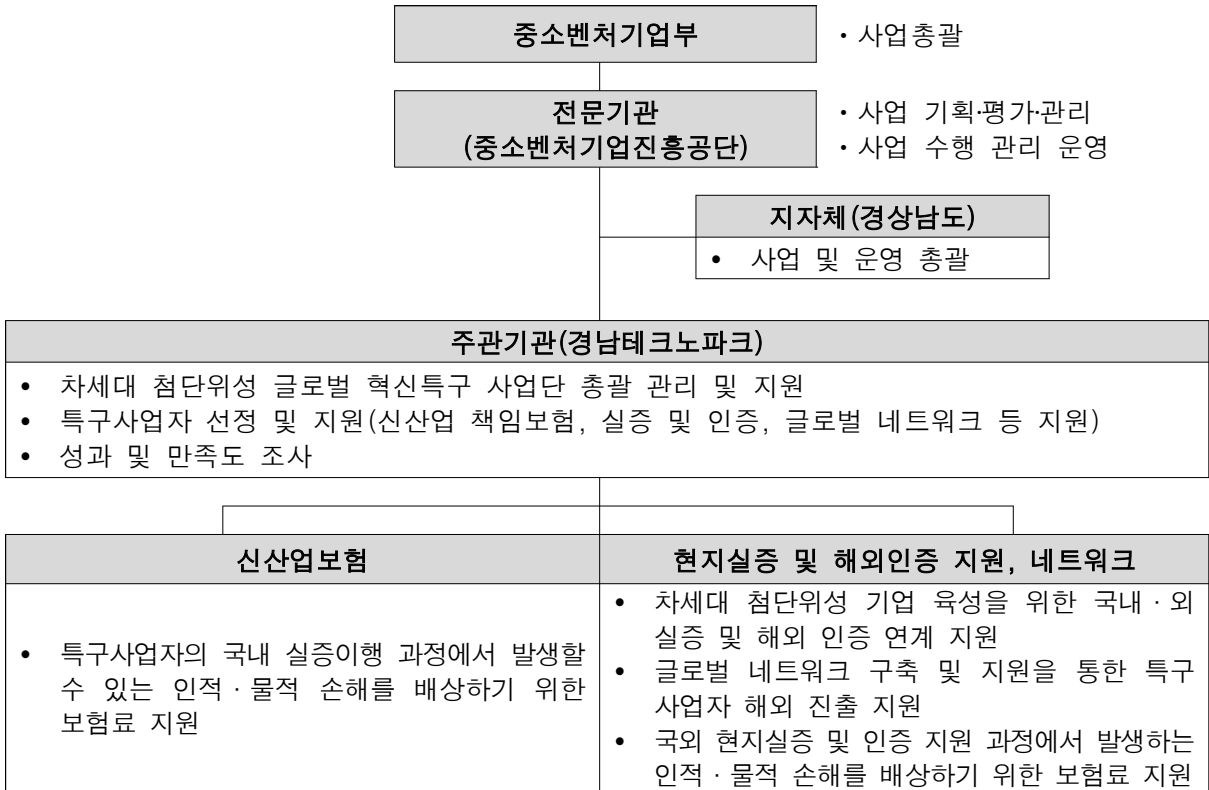 중소벤처기업부
· 사업총괄
전문기관
(중소벤처기업진흥공단)
· 사업 기획·평가·관리
· 사업 수행 관리 운영
지자체(경상남도)
• 사업 및 운영 총괄
주관기관(경남테크노파크)
• 차세대 첨단위성 글로벌 혁신특구 사업단 총괄 관리 및 지원
• 특구사업자 선정 및 지원(신산업 책임보험, 실증 및 인증, 글로벌 네트워크 등 지원)
• 성과 및 만족도 조사
신산업보험
• 특구사업자의 국내 실증이행 과정에서 발생할
수 있는 인적 · 물적 손해를 배상하기 위한
보험료 지원
현지실증 및 해외인증 지원, 네트워크
• 차세대 첨단위성 기업 육성을 위한 국내 · 외
실증 및 해외 인증 연계 지원
• 글로벌 네트워크 구축 및 지원을 통한 특구
사업자 해외 진출 지원
• 국외 현지실증 및 인증 지원 과정에서 발생하는
인적 · 물적 손해를 배상하기 위한 보험료 지원